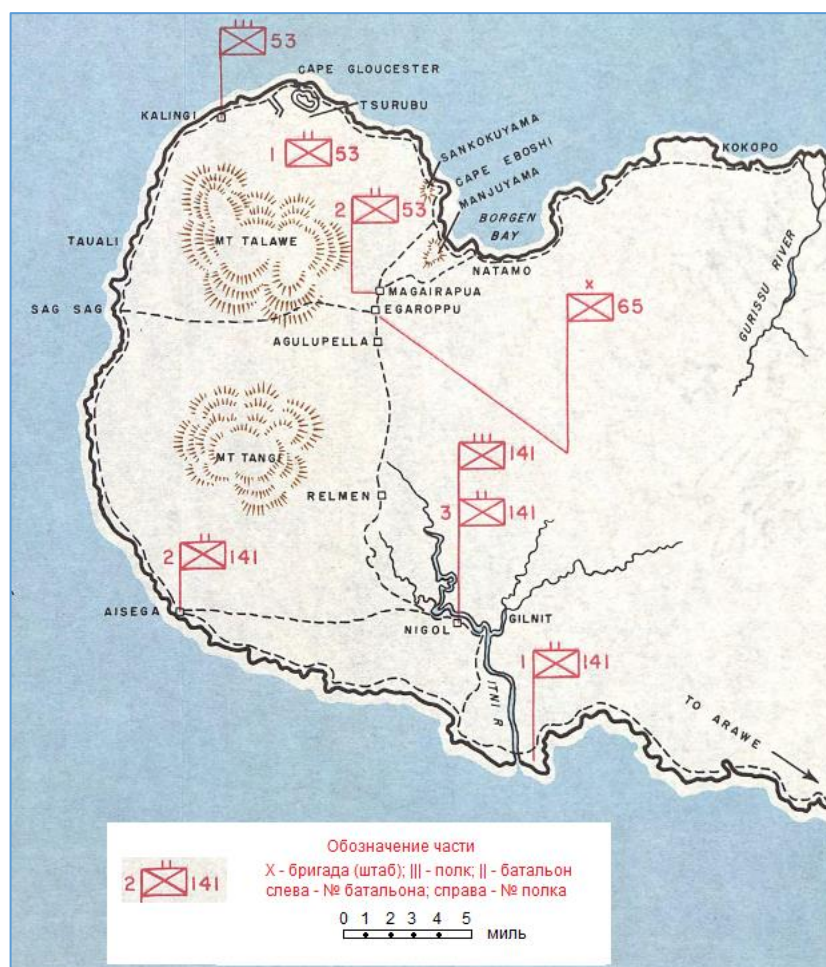 53
CAPE GLOUCESTER
TSURUBU
KALINGI
1 53
SANKOKUYAMA
CAPE EBOSHI
MANJUYAMA
KOKOPO
2 53
BORGEN
BAY
TAUALI
MT TALAWE
NATAMO
GURISSU RIVER
MAGAIRAPUA
X
65
SAG SAG
EGAROPPU
AGULUPELLA
141
MT TANGI
RELMEN
3 141
2 141
AISEGA
NIGOL
GILNIT
1 141
ITNI R
TO ARAWE
Обозначение части
X - бригада (штаб); ||| - полк; || - батальон
слева - № батальона; справа - № полка
2 141
0 1 2 3 4 5 миль